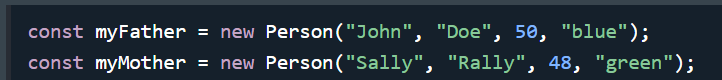 const myFather = new Person("John", "Doe", 50, "blue");
const myMother = new Person("Sally", "Rally", 48, "green");